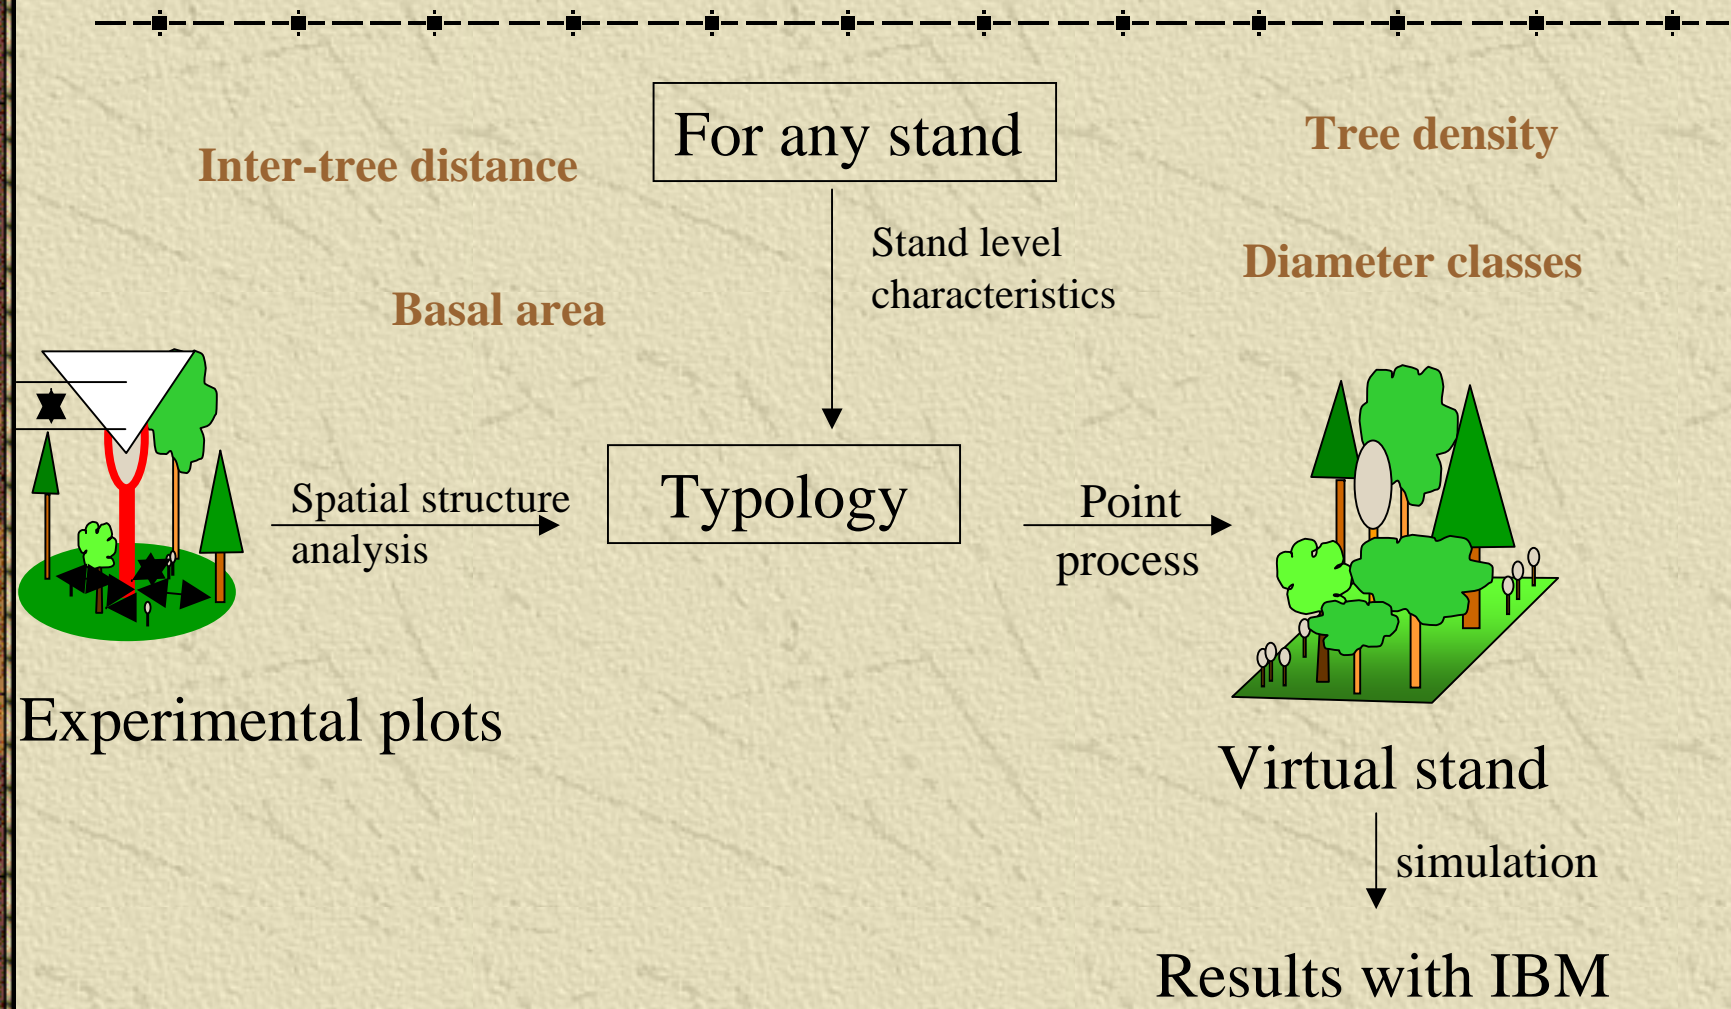 For any stand
Tree density
Inter-tree distance
Stand level
characteristics
Diameter classes
Basal area
Spatial structure
analysis
Typology
Point
process
Experimental plots
Virtual stand
simulation
Results with IBM